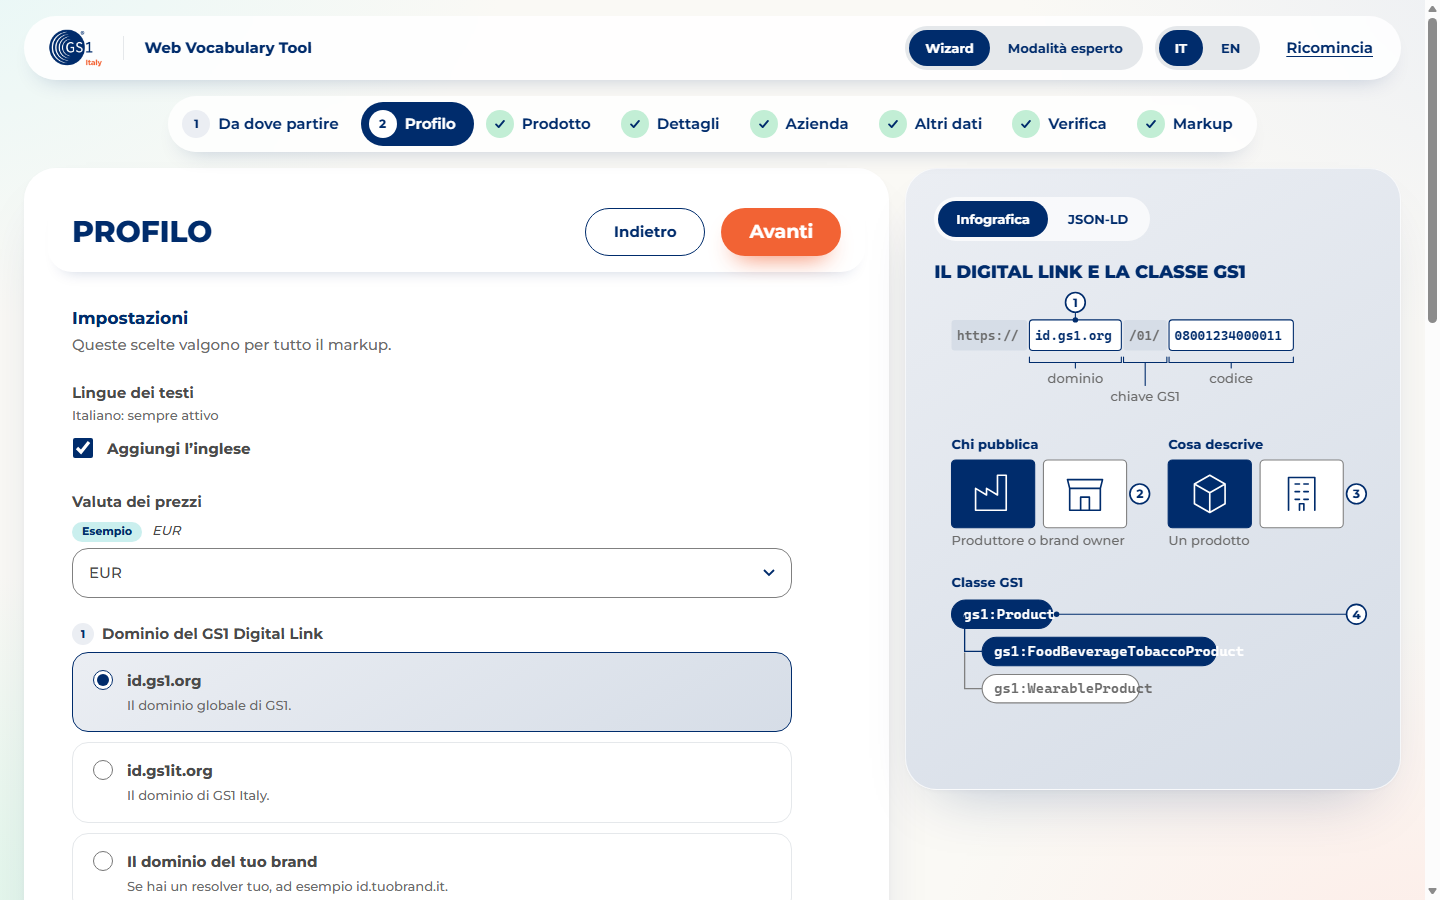 GS1 Italy
Web Vocabulary Tool
Wizard
Modalità esperto
IT
EN
Ricomincia
1 Da dove partire
2 Profilo
Prodotto
Dettagli
Azienda
Altri dati
Verifica
Markup
PROFILO
Indietro
Avanti
Impostazioni
Queste scelte valgono per tutto il markup.
Lingue dei testi
Italiano: sempre attivo
Aggiungi l’inglese
Valuta dei prezzi
Esempio EUR
EUR
1 Dominio del GS1 Digital Link
id.gs1.org
Il dominio globale di GS1.
id.gs1it.org
Il dominio di GS1 Italy.
Il dominio del tuo brand
Se hai un resolver tuo, ad esempio id.tuobrand.it.
Infografica
JSON-LD
IL DIGITAL LINK E LA CLASSE GS1
1
https:// id.gs1.org /01/ 08001234000011
dominio
codice
chiave GS1
Chi pubblica
Cosa descrive
2
3
Produttore o brand owner
Un prodotto
Classe GS1
gs1:Product
4
gs1:FoodBeverageTobaccoProduct
gs1:WearableProduct